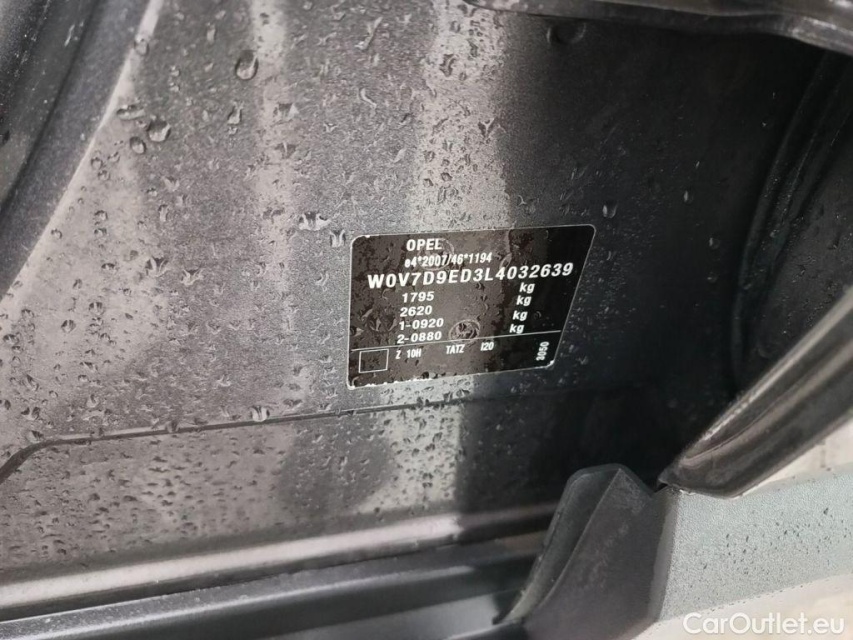 OPEL
e4*2007/46*1194
W0V7D9ED3L4032639
1795 kg
2620 kg
1-0920 kg
2-0880 kg
Z 10H TATZ I20 3050
CarOutlet.eu